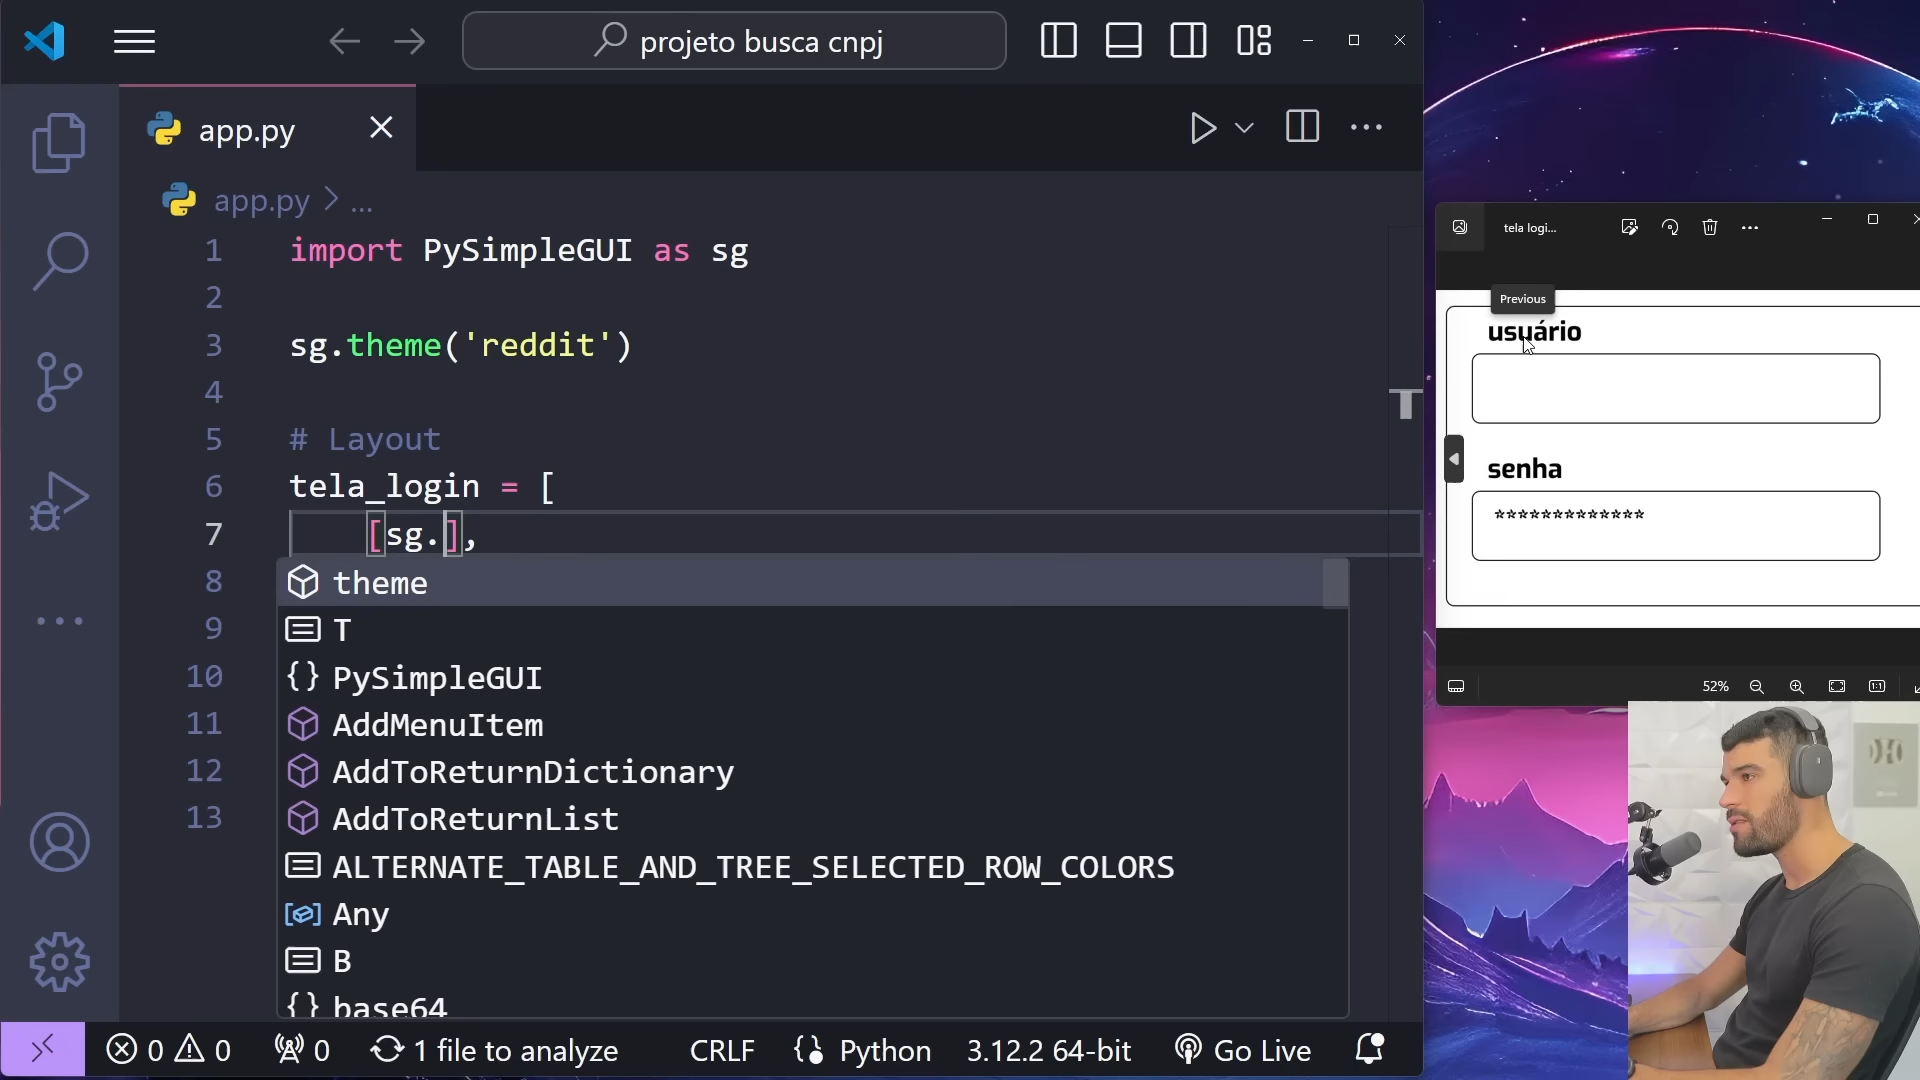 projeto busca cnpj
app.py
app.py > ...
1 import PySimpleGUI as sg
2
3 sg.theme('reddit')
4
5 # Layout
6 tela_login = [
7 [sg.],
8
9
10
11
12
13
theme
T
PySimpleGUI
AddMenuItem
AddToReturnDictionary
AddToReturnList
ALTERNATE_TABLE_AND_TREE_SELECTED_ROW_COLORS
Any
B
base64
0 0 0 1 file to analyze CRLF {} Python 3.12.2 64-bit Go Live
tela logi...
Previous
usuário
senha
*************
52%
1:1